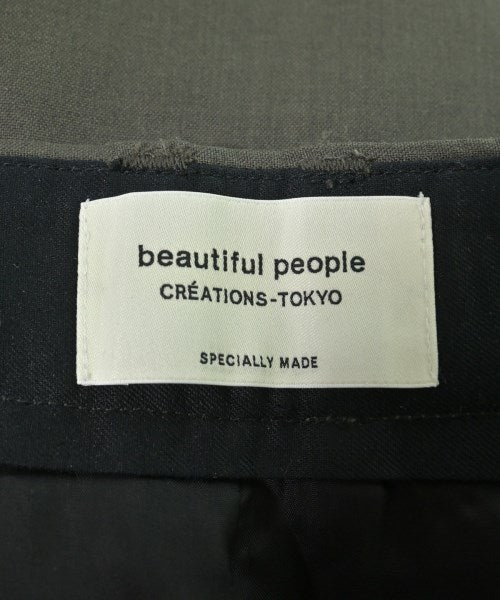 beautiful people
CRÉATIONS-TOKYO
SPECIALLY MADE